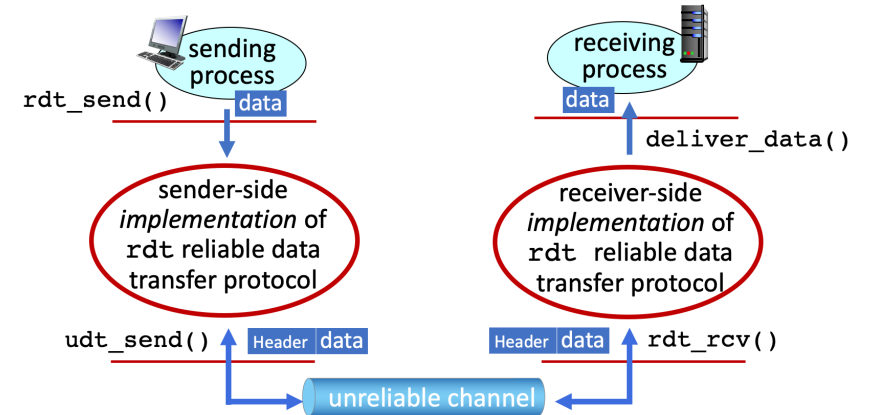 sending
process
rdt_send()
data
receiving
process
data
deliver_data()
sender-side
implementation of
rdt reliable data
transfer protocol
receiver-side
implementation of
rdt reliable data
transfer protocol
udt_send()
Header data
Header data
rdt_rcv()
unreliable channel